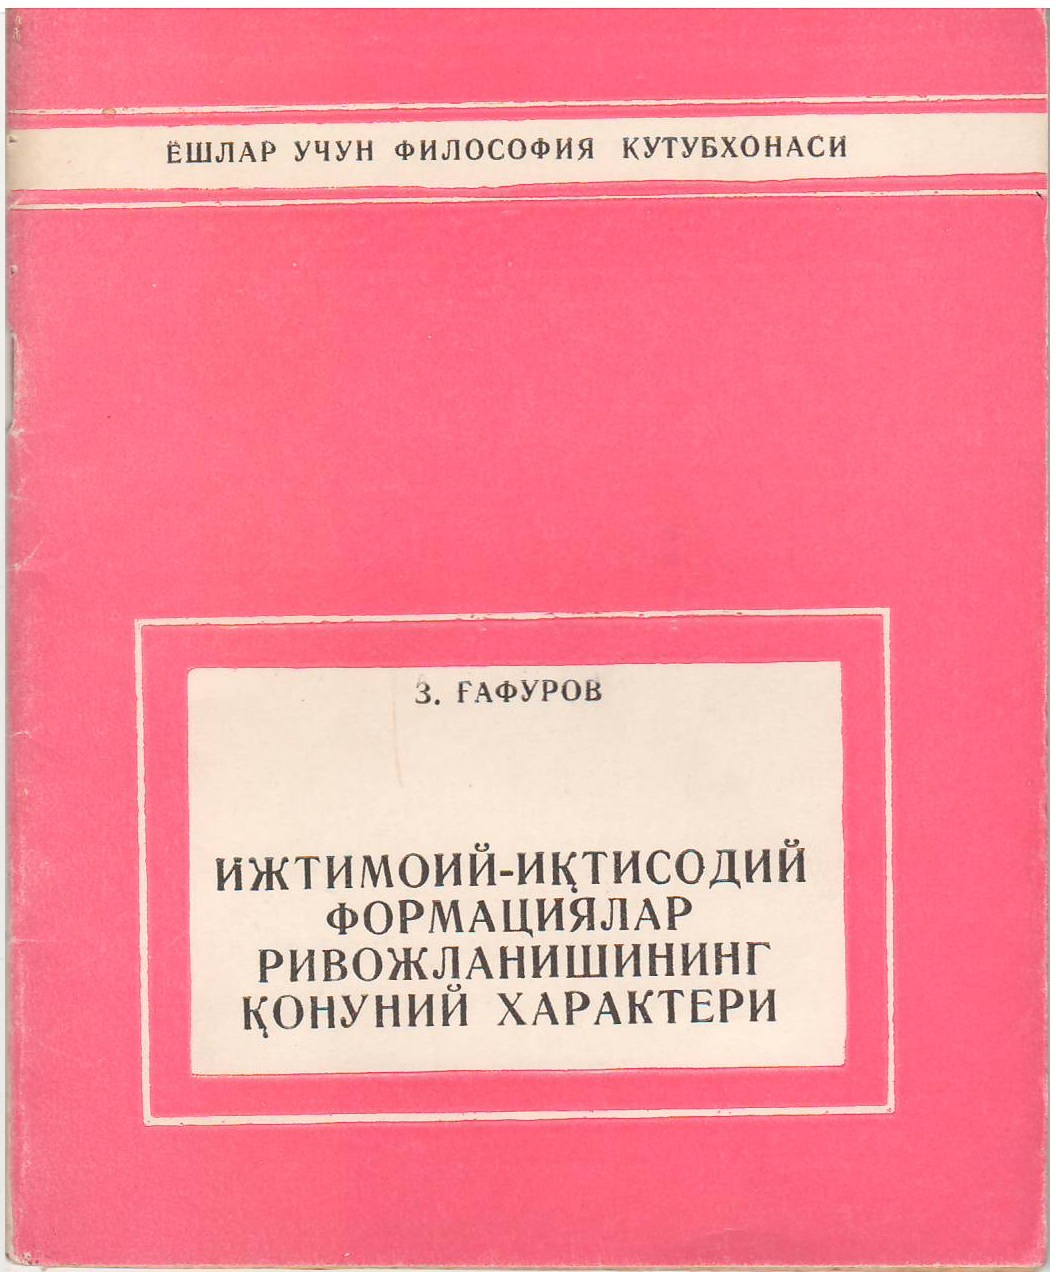 ЁШЛАР УЧУН ФИЛОСОФИЯ КУТУБХОНАСИ
З. ҒАФУРОВ
ИЖТИМОИЙ-ИҚТИСОДИЙ
ФОРМАЦИЯЛАР
РИВОЖЛАНИШИНИНГ
ҚОНУНИЙ ХАРАКТЕРИ